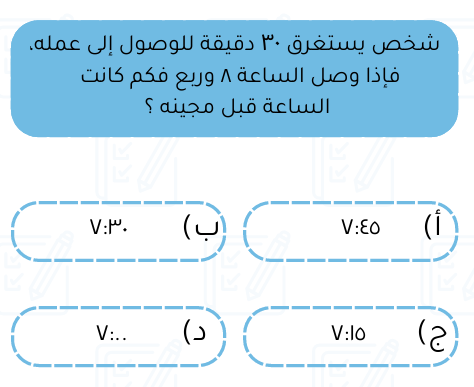 شخص يستغرق ٣٠ دقيقة للوصول إلى عمله،
فإذا وصل الساعة ٨ وربع فكم كانت
الساعة قبل مجيئه ؟
أ) ٧:٤٥
ب) ٧:٣٠
ج) ٧:١٥
د) ٧:٠٠